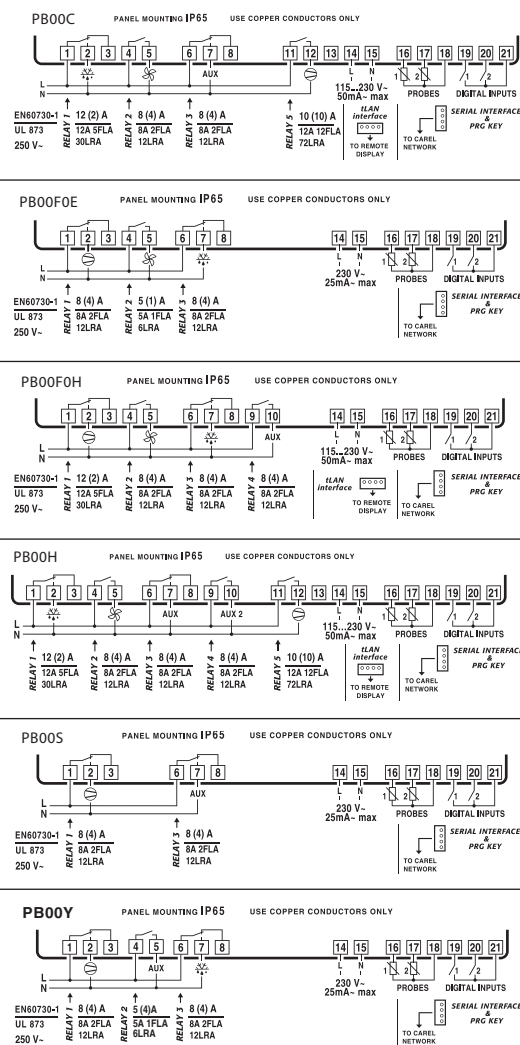 PB00C PANEL MOUNTING IP65 USE COPPER CONDUCTORS ONLY
1 2 3 4 5 6 7 8 11 12 13 14 15 16 17 18 19 20 21
AUX
L
N
L N
115...230 V~
50mA~ max
1 2
PROBES
1 2
DIGITAL INPUTS
EN60730-1
UL 873
250 V~
RELAY 1
12 (2) A
12A 5FLA
30LRA
RELAY 2
8 (4) A
8A 2FLA
12LRA
RELAY 3
8 (4) A
8A 2FLA
12LRA
RELAY 5
10 (10) A
12A 12FLA
72LRA
tLAN
interface
TO REMOTE
DISPLAY
TO CAREL
NETWORK
SERIAL INTERFACE
&
PRG KEY
PB00F0E PANEL MOUNTING IP65 USE COPPER CONDUCTORS ONLY
1 2 3 4 5 6 7 8 14 15 16 17 18 19 20 21
L
N
L N
230 V~
25mA~ max
1 2
PROBES
1 2
DIGITAL INPUTS
EN60730-1
UL 873
250 V~
RELAY 1
8 (4) A
8A 2FLA
12LRA
RELAY 2
5 (1) A
5A 1FLA
6LRA
RELAY 3
8 (4) A
8A 2FLA
12LRA
TO CAREL
NETWORK
SERIAL INTERFACE
&
PRG KEY
PB00F0H PANEL MOUNTING IP65 USE COPPER CONDUCTORS ONLY
1 2 3 4 5 6 7 8 9 10 14 15 16 17 18 19 20 21
AUX
L
N
L N
115...230 V~
50mA~ max
1 2
PROBES
1 2
DIGITAL INPUTS
EN60730-1
UL 873
250 V~
RELAY 1
12 (2) A
12A 5FLA
30LRA
RELAY 2
8 (4) A
8A 2FLA
12LRA
RELAY 3
8 (4) A
8A 2FLA
12LRA
RELAY 4
8 (4) A
8A 2FLA
12LRA
tLAN
interface
TO REMOTE
DISPLAY
TO CAREL
NETWORK
SERIAL INTERFACE
&
PRG KEY
PB00H PANEL MOUNTING IP65 USE COPPER CONDUCTORS ONLY
1 2 3 4 5 6 7 8 9 10 11 12 13 14 15 16 17 18 19 20 21
AUX
AUX 2
L
N
L N
115...230 V~
50mA~ max
1 2
PROBES
1 2
DIGITAL INPUTS
EN60730-1
UL 873
250 V~
RELAY 1
12 (2) A
12A 5FLA
30LRA
RELAY 2
8 (4) A
8A 2FLA
12LRA
RELAY 3
8 (4) A
8A 2FLA
12LRA
RELAY 4
8 (4) A
8A 2FLA
12LRA
RELAY 5
10 (10) A
12A 12FLA
72LRA
tLAN
interface
TO REMOTE
DISPLAY
TO CAREL
NETWORK
SERIAL INTERFACE
&
PRG KEY
PB00S PANEL MOUNTING IP65 USE COPPER CONDUCTORS ONLY
1 2 3 6 7 8 14 15 16 17 18 19 20 21
AUX
L
N
L N
230 V~
25mA~ max
1 2
PROBES
1 2
DIGITAL INPUTS
EN60730-1
UL 873
250 V~
RELAY 1
8 (4) A
8A 2FLA
12LRA
RELAY 3
8 (4) A
8A 2FLA
12LRA
TO CAREL
NETWORK
SERIAL INTERFACE
&
PRG KEY
PB00Y PANEL MOUNTING IP65 USE COPPER CONDUCTORS ONLY
1 2 3 4 5 6 7 8 14 15 16 17 18 19 20 21
AUX
L
N
L N
230 V~
25mA~ max
1 2
PROBES
1 2
DIGITAL INPUTS
EN60730-1
UL 873
250 V~
RELAY 1
8 (4) A
8A 2FLA
12LRA
RELAY 2
5 (4)A
5A 1FLA
6LRA
RELAY 3
8 (4) A
8A 2FLA
12LRA
TO CAREL
NETWORK
SERIAL INTERFACE
&
PRG KEY